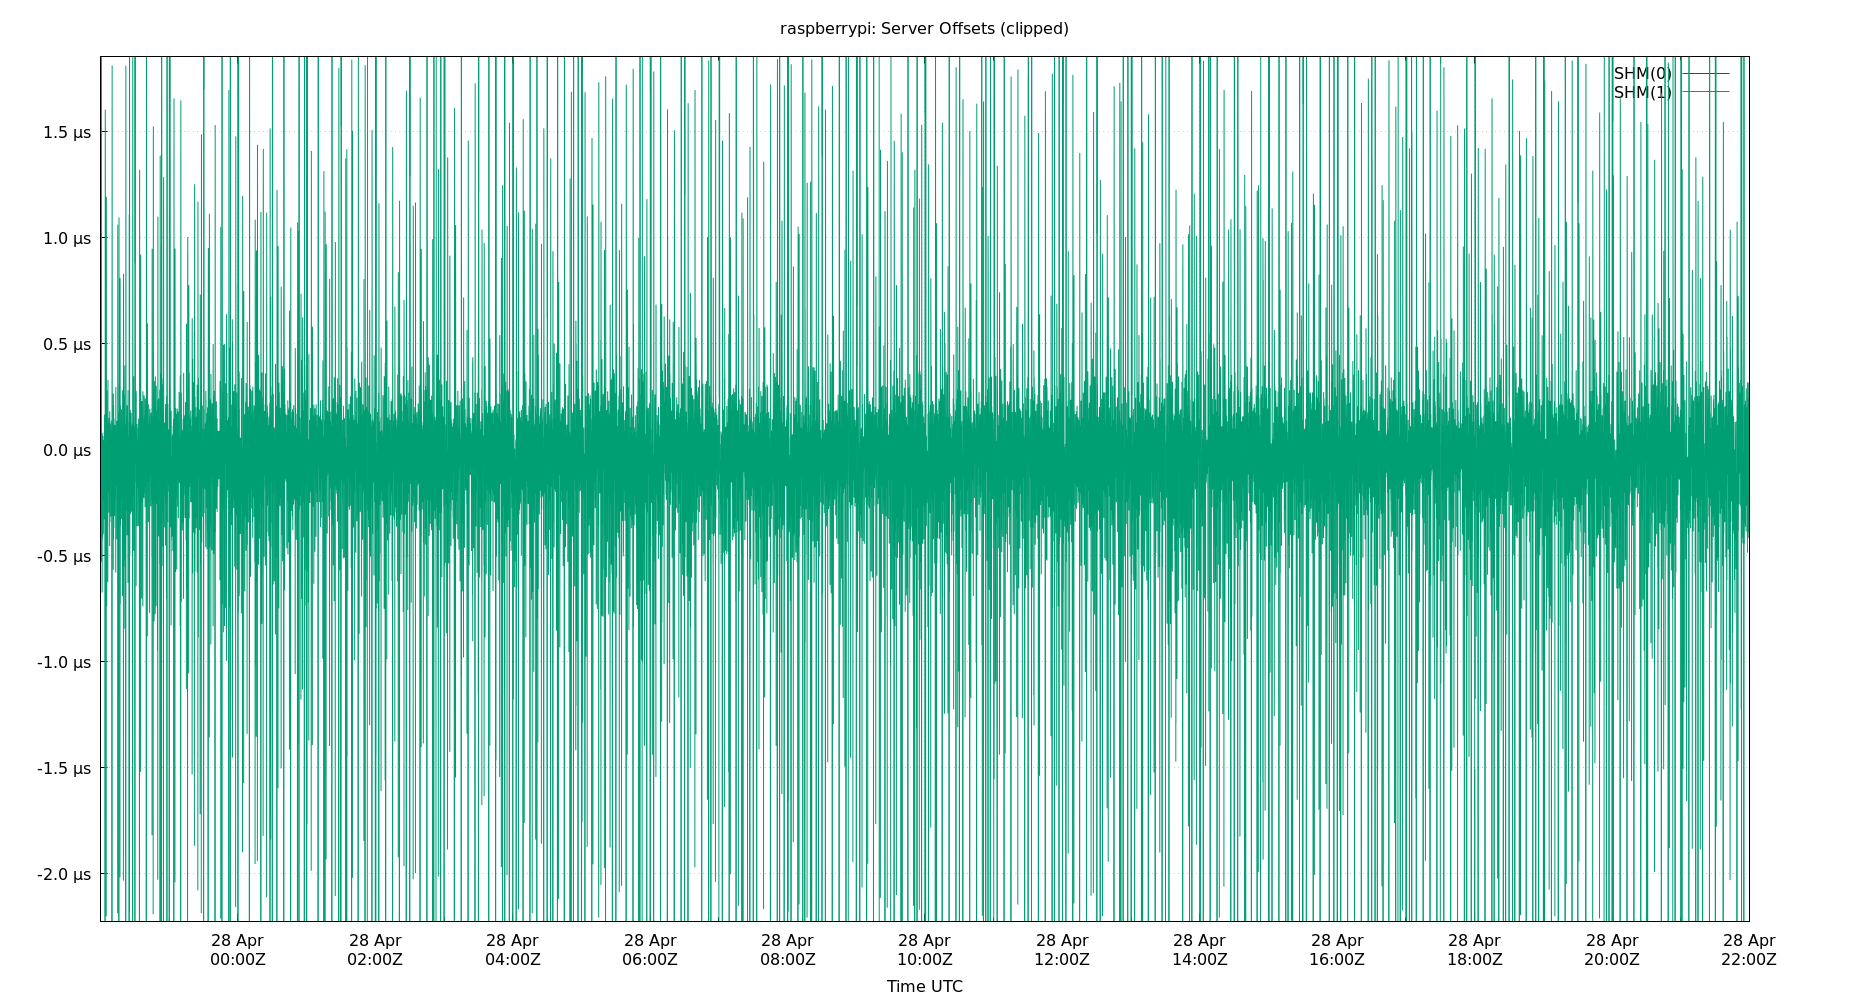 raspberrypi: Server Offsets (clipped)
SHM(0)
SHM(1)
1.5 μs
1.0 μs
0.5 μs
0.0 μs
-0.5 μs
-1.0 μs
-1.5 μs
-2.0 μs
28 Apr 28 Apr 28 Apr 28 Apr 28 Apr 28 Apr 28 Apr 28 Apr 28 Apr 28 Apr 28 Apr 28 Apr
00:00Z 02:00Z 04:00Z 06:00Z 08:00Z 10:00Z 12:00Z 14:00Z 16:00Z 18:00Z 20:00Z 22:00Z
Time UTC